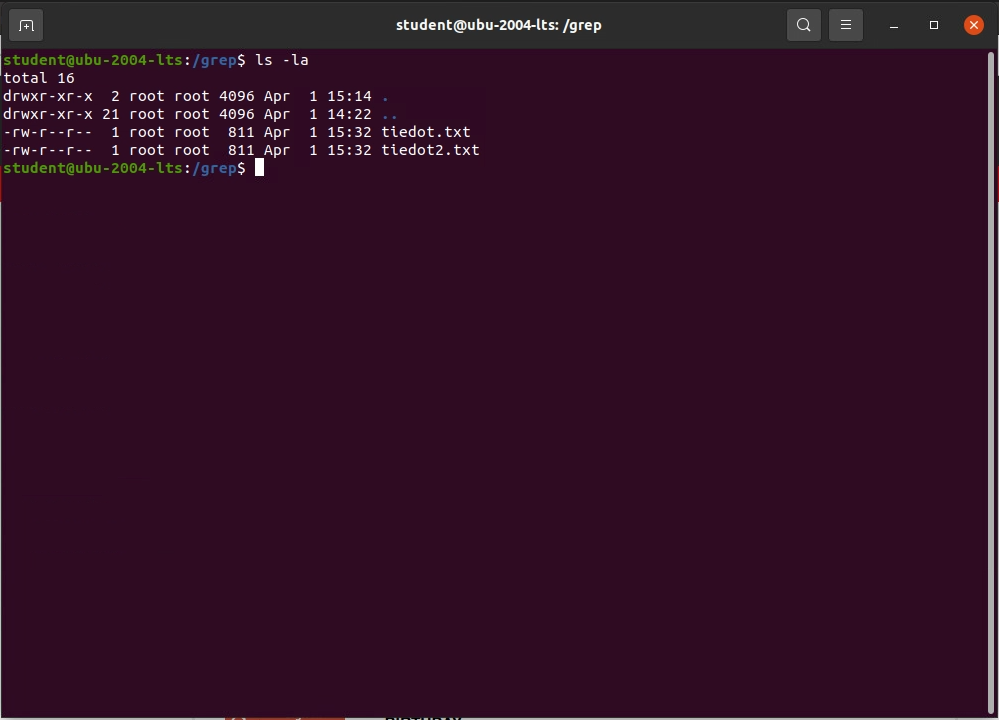 student@ubu-2004-lts: /grep
student@ubu-2004-lts:/grep$ ls -la
total 16
drwxr-xr-x  2 root root 4096 Apr  1 15:14 .
drwxr-xr-x 21 root root 4096 Apr  1 14:22 ..
-rw-r--r--  1 root root  811 Apr  1 15:32 tiedot.txt
-rw-r--r--  1 root root  811 Apr  1 15:32 tiedot2.txt
student@ubu-2004-lts:/grep$